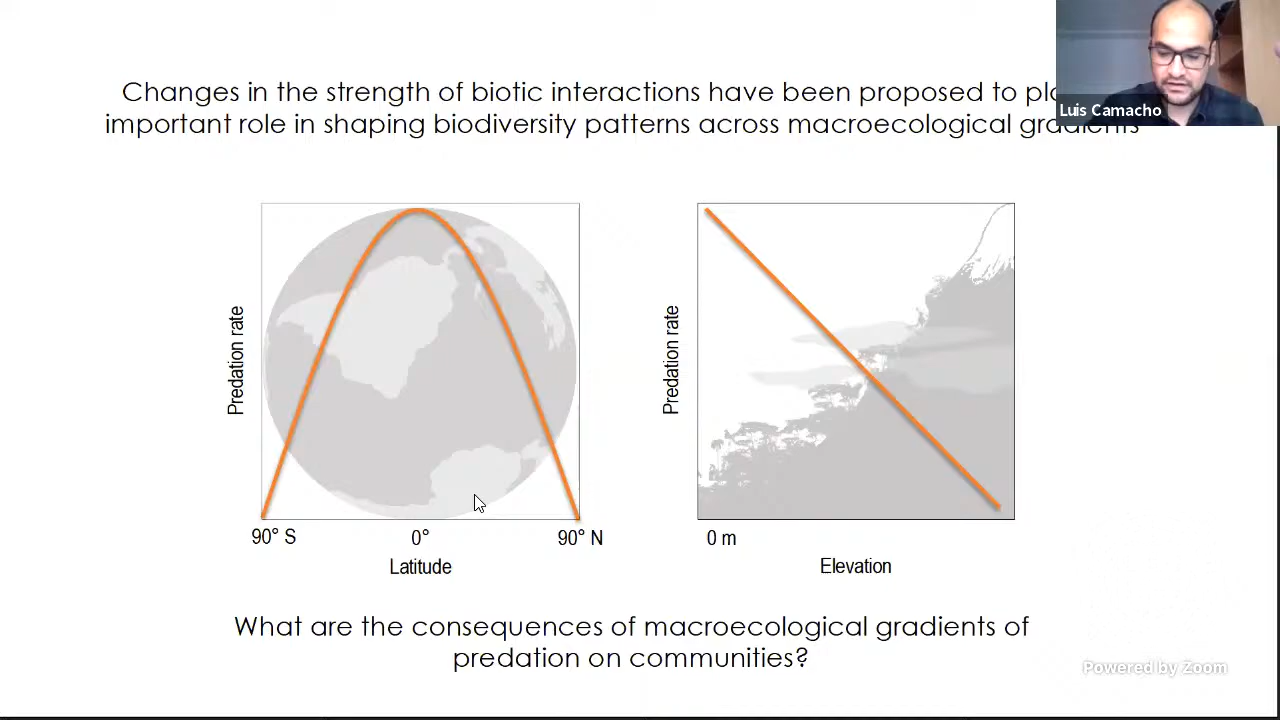 Changes in the strength of biotic interactions have been proposed to
important role in shaping biodiversity patterns across macroecological gradients
Luis Camacho
Predation rate
90° S
0°
90° N
Latitude
Predation rate
0 m
Elevation
What are the consequences of macroecological gradients of
predation on communities?
Powered by Zoom